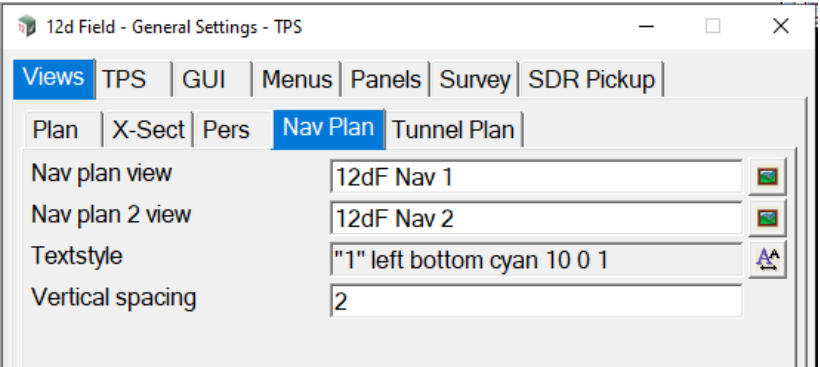 12d Field - General Settings - TPS
Views TPS GUI Menus Panels Survey SDR Pickup
Plan X-Sect Pers Nav Plan Tunnel Plan
Nav plan view 12dF Nav 1
Nav plan 2 view 12dF Nav 2
Textstyle "1" left bottom cyan 10 0 1
Vertical spacing 2